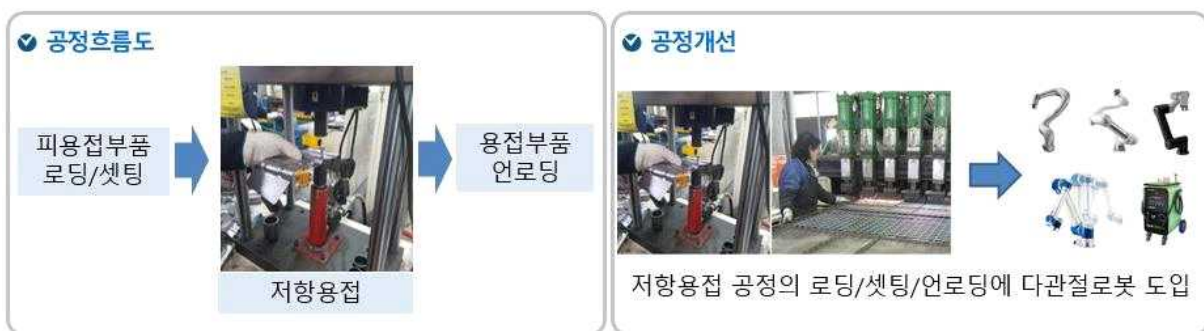 공정흐름도
피용접부품
로딩/셋팅
저항용접
용접부품
언로딩
공정개선
저항용접 공정의 로딩/셋팅/언로딩에 다관절로봇 도입